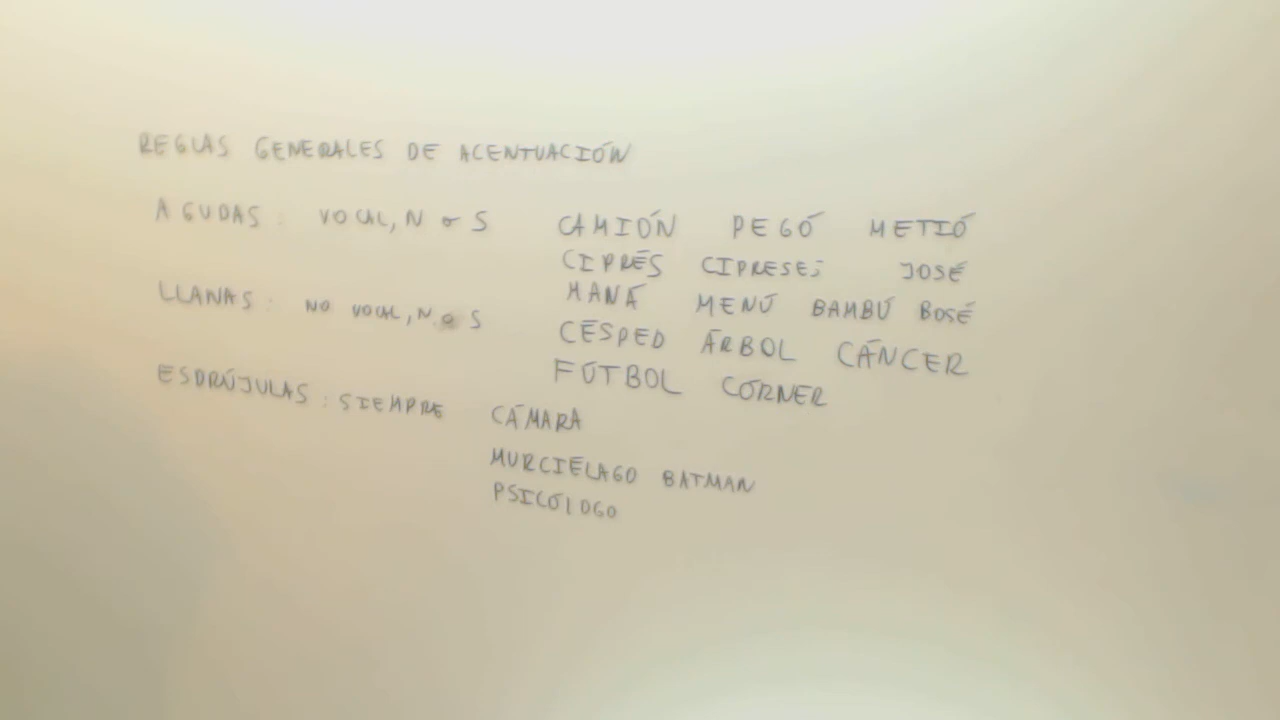 REGLAS GENERALES DE ACENTUACIÓN
AGUDAS: VOCAL, N o S CAMIÓN PEGÓ METIÓ
CIPRÉS CIPRESES JOSÉ
LLANAS: NO VOCAL, N o S MANÁ MENÚ BAMBÚ BOSÉ
CÉSPED ÁRBOL CÁNCER
FÚTBOL CÓRNER
ESDRÚJULAS: SIEMPRE CÁMARA
MURCIÉLAGO BATMAN
PSICÓLOGO